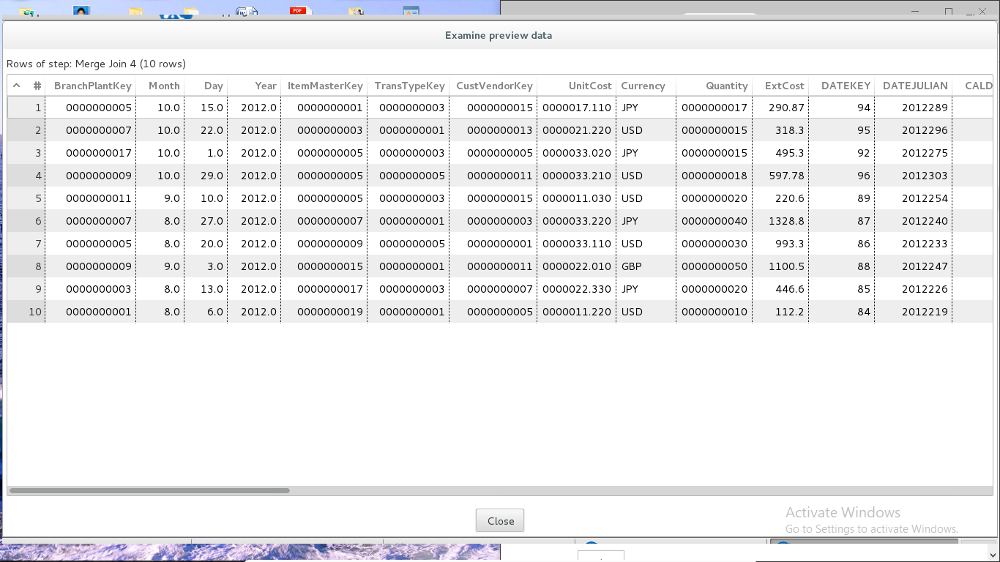 PDF
Examine preview data
Rows of step: Merge Join 4 (10 rows)
# BranchPlantKey Month Day Year ItemMasterKey TransTypeKey CustVendorKey UnitCost Currency Quantity ExtCost DATEKEY DATEJULIAN CALD
1 0000000005 10.0 15.0 2012.0 0000000001 0000000003 0000000015 0000017.110 JPY 0000000017 290.87 94 2012289
2 0000000007 10.0 22.0 2012.0 0000000003 0000000001 0000000013 0000021.220 USD 0000000015 318.3 95 2012296
3 0000000017 10.0 1.0 2012.0 0000000005 0000000003 0000000005 0000033.020 JPY 0000000015 495.3 92 2012275
4 0000000009 10.0 29.0 2012.0 0000000005 0000000005 0000000011 0000033.210 USD 0000000018 597.78 96 2012303
5 0000000011 9.0 10.0 2012.0 0000000005 0000000003 0000000015 0000011.030 USD 0000000020 220.6 89 2012254
6 0000000007 8.0 27.0 2012.0 0000000007 0000000001 0000000003 0000033.220 JPY 0000000040 1328.8 87 2012240
7 0000000005 8.0 20.0 2012.0 0000000009 0000000005 0000000001 0000033.110 USD 0000000030 993.3 86 2012233
8 0000000009 9.0 3.0 2012.0 0000000015 0000000001 0000000011 0000022.010 GBP 0000000050 1100.5 88 2012247
9 0000000003 8.0 13.0 2012.0 0000000017 0000000003 0000000007 0000022.330 JPY 0000000020 446.6 85 2012226
10 0000000001 8.0 6.0 2012.0 0000000019 0000000001 0000000005 0000011.220 USD 0000000010 112.2 84 2012219
Close
Activate Windows
Go to Settings to activate Windows.